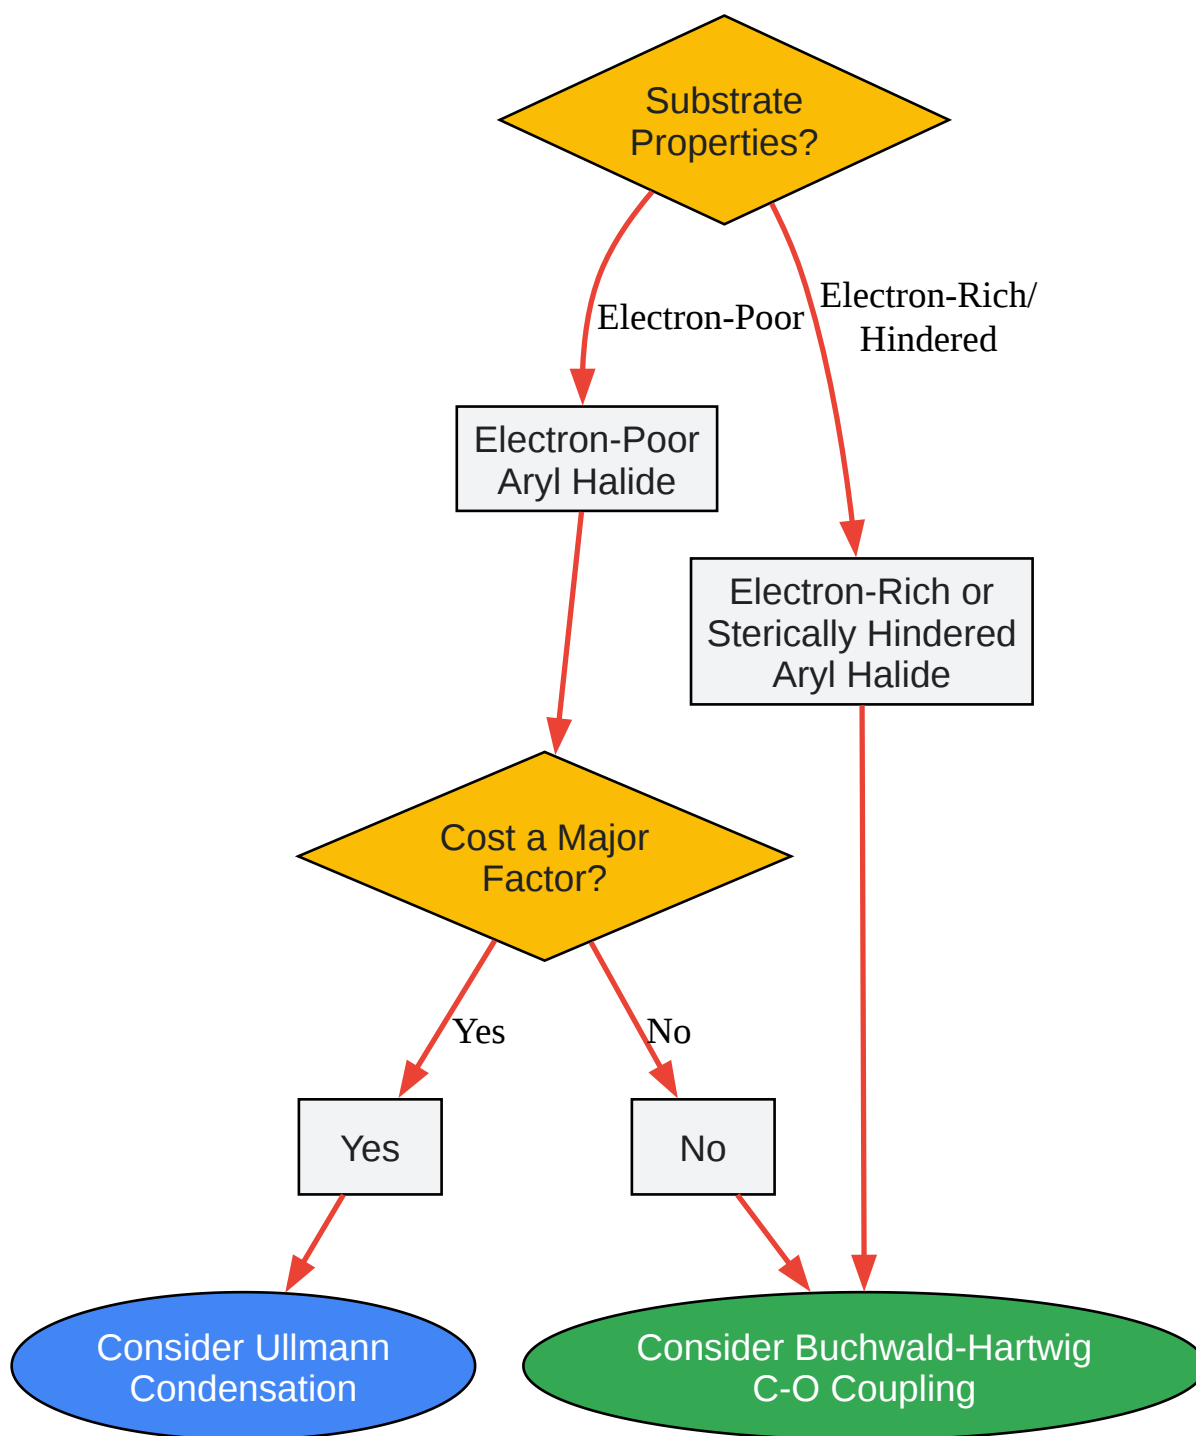 Substrate
Properties?
Electron-Poor
Electron-Rich/
Hindered
Electron-Poor
Aryl Halide
Electron-Rich or
Sterically Hindered
Aryl Halide
Cost a Major
Factor?
Yes
No
Yes
No
Consider Ullmann
Condensation
Consider Buchwald-Hartwig
C-O Coupling